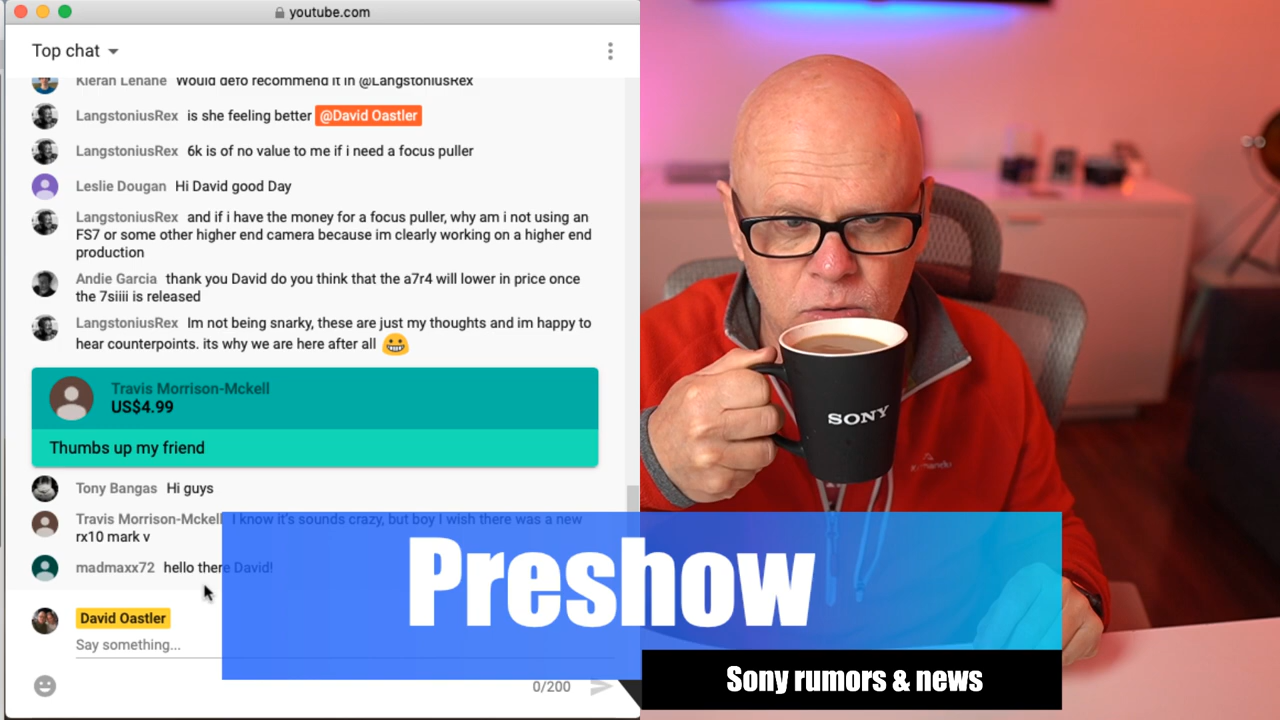 youtube.com
Top chat
Kieran Lenane Would defo recommend it in @LangstoniusRex
LangstoniusRex is she feeling better @David Oastler
LangstoniusRex 6k is of no value to me if i need a focus puller
Leslie Dougan Hi David good Day
LangstoniusRex and if i have the money for a focus puller, why am i not using an
FS7 or some other higher end camera because im clearly working on a higher end
production
Andie Garcia thank you David do you think that the a7r4 will lower in price once
the 7siiii is released
LangstoniusRex Im not being snarky, these are just my thoughts and im happy to
hear counterpoints. its why we are here after all
Travis Morrison-Mckell
US$4.99
Thumbs up my friend
Tony Bangas Hi guys
Travis Morrison-Mckell I know it's sounds crazy, but boy I wish there was a new
rx10 mark v
madmaxx72 hello there David!
David Oastler
Say something...
0/200
SONY
Preshow
Sony rumors & news